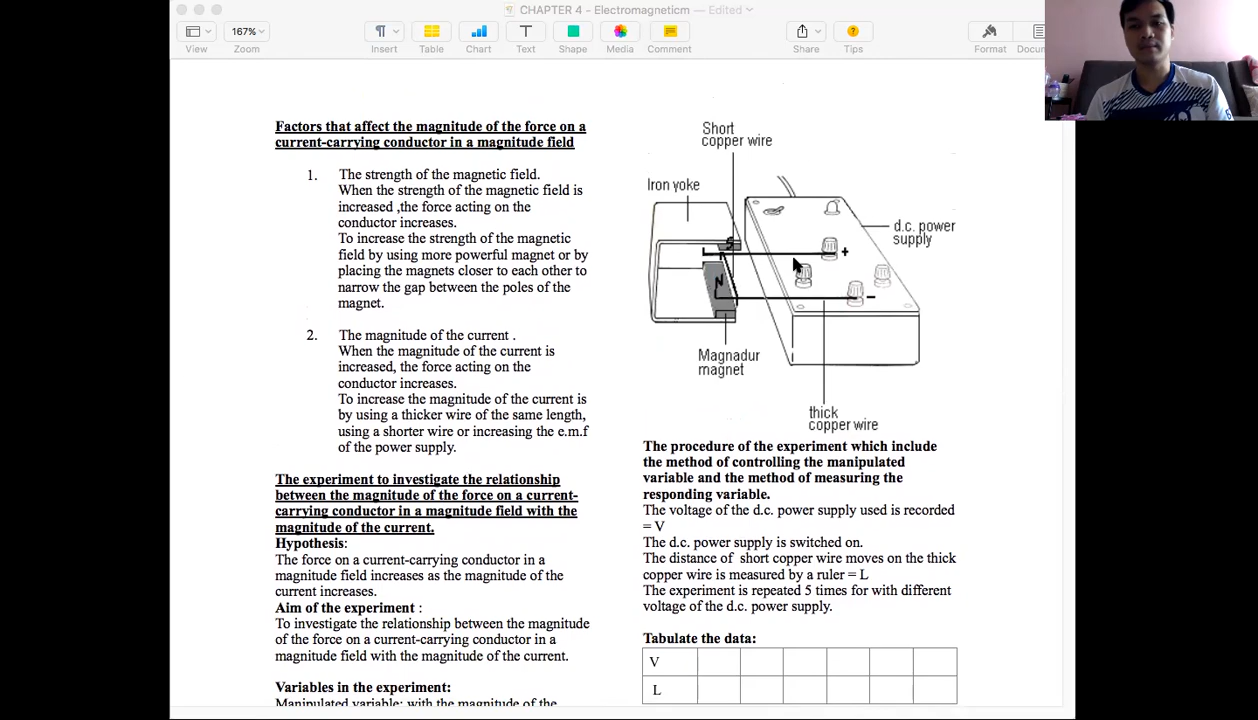 CHAPTER 4 - Electromagneticm — Edited
167%
View
Zoom
Insert
Table
Chart
Text
Shape
Media
Comment
Share
Tips
Format
Docum
Factors that affect the magnitude of the force on a
current-carrying conductor in a magnitude field
1. The strength of the magnetic field.
When the strength of the magnetic field is
increased ,the force acting on the
conductor increases.
To increase the strength of the magnetic
field by using more powerful magnet or by
placing the magnets closer to each other to
narrow the gap between the poles of the
magnet.
2. The magnitude of the current .
When the magnitude of the current is
increased, the force acting on the
conductor increases.
To increase the magnitude of the current is
by using a thicker wire of the same length,
using a shorter wire or increasing the e.m.f
of the power supply.
The experiment to investigate the relationship
between the magnitude of the force on a current-
carrying conductor in a magnitude field with the
magnitude of the current.
Hypothesis:
The force on a current-carrying conductor in a
magnitude field increases as the magnitude of the
current increases.
Aim of the experiment :
To investigate the relationship between the magnitude
of the force on a current-carrying conductor in a
magnitude field with the magnitude of the current.
Variables in the experiment:
Manipulated variable: with the magnitude of the
Short
copper wire
Iron yoke
d.c. power
supply
S
N
+
-
Magnadur
magnet
thick
copper wire
The procedure of the experiment which include
the method of controlling the manipulated
variable and the method of measuring the
responding variable.
The voltage of the d.c. power supply used is recorded
= V
The d.c. power supply is switched on.
The distance of short copper wire moves on the thick
copper wire is measured by a ruler = L
The experiment is repeated 5 times for with different
voltage of the d.c. power supply.
Tabulate the data:
V
L